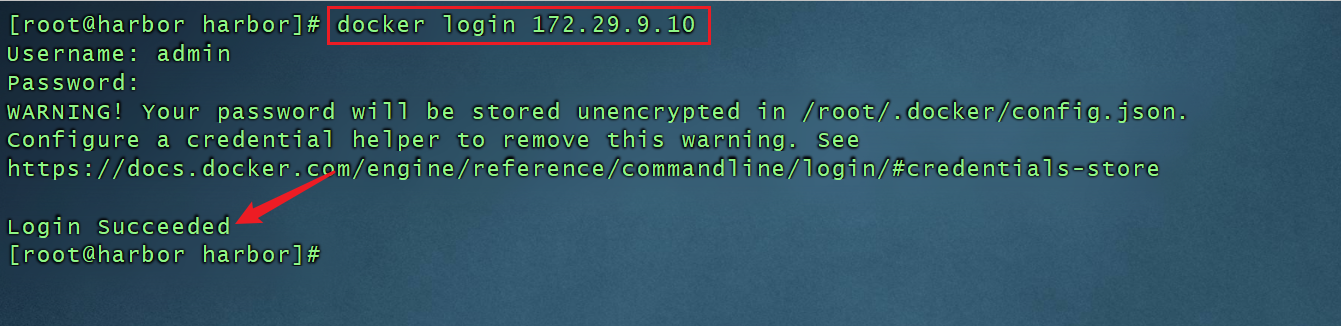 [root@harbor harbor]# docker login 172.29.9.10
Username: admin
Password:
WARNING! Your password will be stored unencrypted in /root/.docker/config.json.
Configure a credential helper to remove this warning. See
https://docs.docker.com/engine/reference/commandline/login/#credentials-store
Login Succeeded
[root@harbor harbor]#